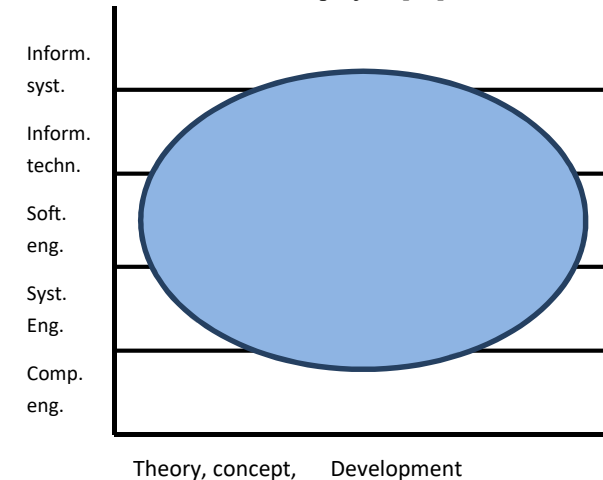 Inform.
syst.
Inform.
techn.
Soft.
eng.
Syst.
Eng.
Comp.
eng.
Theory, concept, Development